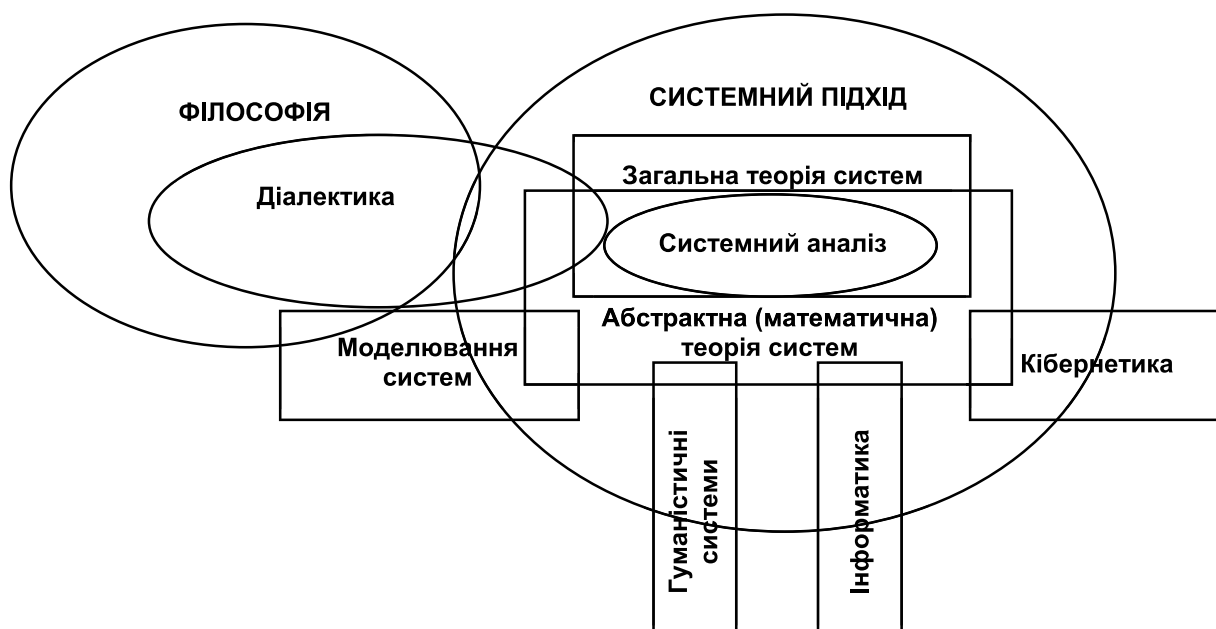 ФІЛОСОФІЯ
СИСТЕМНИЙ ПІДХІД
Діалектика
Загальна теорія систем
Системний аналіз
Абстрактна (математична)
теорія систем
Моделювання
систем
Кібернетика
Гуманістичні
системи
Інформатика